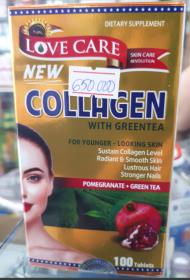 DIETARY SUPPLEMENT
LOVE CARE
SKIN CARE
REVOLUTION
NEW
650.000
COLLAGEN
WITH GREENTEA
FOR YOUNGER - LOOKING SKIN
Sustain Collagen Level
Radiant & Smooth Skin
Lustrous Hair
Stronger Nails
POMEGRANATE + GREEN TEA
100 Tablets